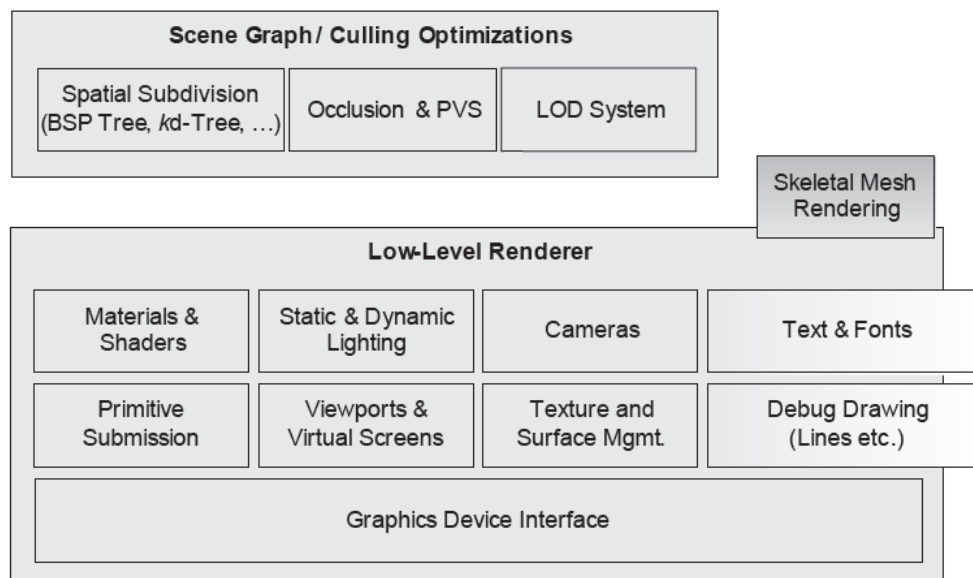 Scene Graph / Culling Optimizations
Spatial Subdivision
(BSP Tree, kd-Tree, …)
Occlusion & PVS
LOD System
Skeletal Mesh
Rendering
Low-Level Renderer
Materials &
Shaders
Static & Dynamic
Lighting
Cameras
Text & Fonts
Primitive
Submission
Viewports &
Virtual Screens
Texture and
Surface Mgmt.
Debug Drawing
(Lines etc.)
Graphics Device Interface